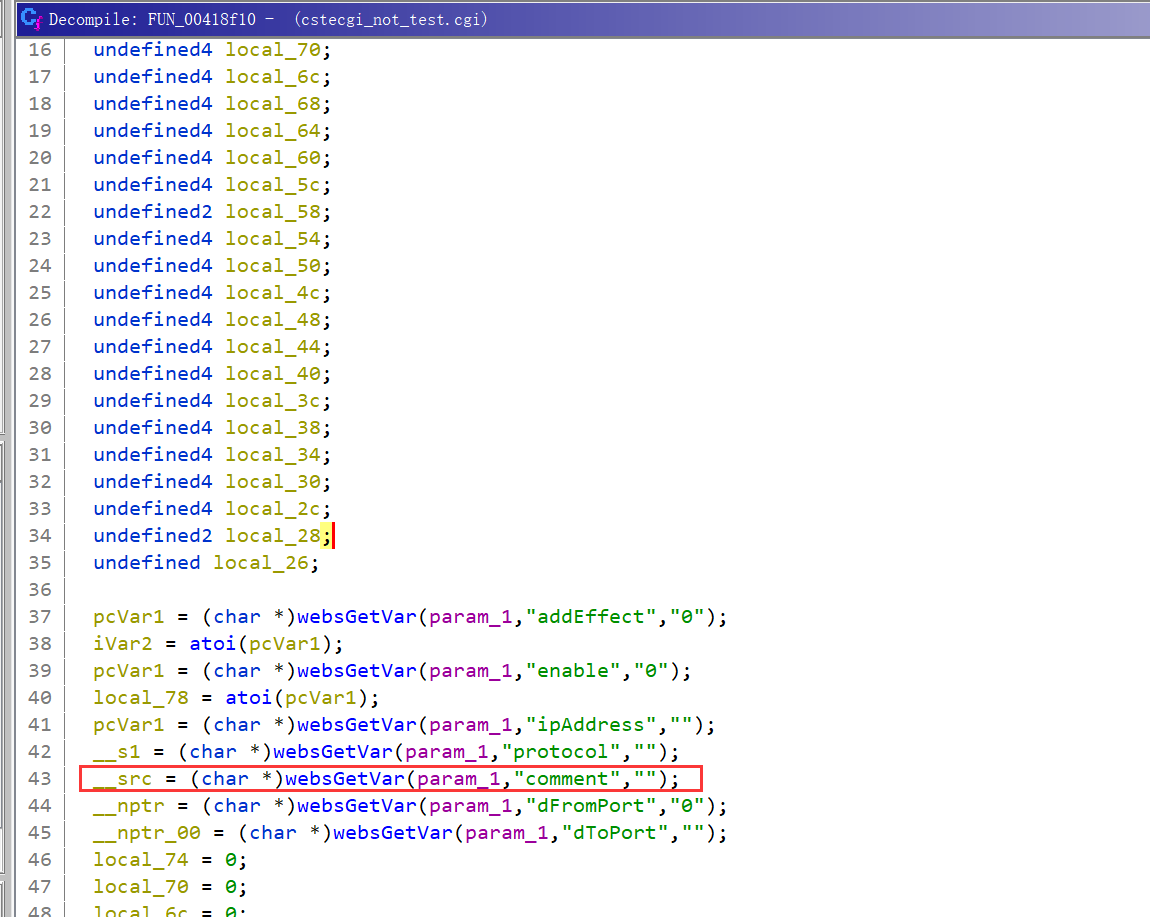 Decompile: FUN_00418f10 - (cstecgi_not_test.cgi)
16 undefined4 local_70;
17 undefined4 local_6c;
18 undefined4 local_68;
19 undefined4 local_64;
20 undefined4 local_60;
21 undefined4 local_5c;
22 undefined2 local_58;
23 undefined4 local_54;
24 undefined4 local_50;
25 undefined4 local_4c;
26 undefined4 local_48;
27 undefined4 local_44;
28 undefined4 local_40;
29 undefined4 local_3c;
30 undefined4 local_38;
31 undefined4 local_34;
32 undefined4 local_30;
33 undefined4 local_2c;
34 undefined2 local_28;
35 undefined local_26;
36
37 pcVar1 = (char *)websGetVar(param_1,"addEffect","0");
38 iVar2 = atoi(pcVar1);
39 pcVar1 = (char *)websGetVar(param_1,"enable","0");
40 local_78 = atoi(pcVar1);
41 pcVar1 = (char *)websGetVar(param_1,"ipAddress","");
42 __s1 = (char *)websGetVar(param_1,"protocol","");
43 __src = (char *)websGetVar(param_1,"comment","");
44 __nptr = (char *)websGetVar(param_1,"dFromPort","0");
45 __nptr_00 = (char *)websGetVar(param_1,"dToPort","");
46 local_74 = 0;
47 local_70 = 0;
48 local_6c = 0;